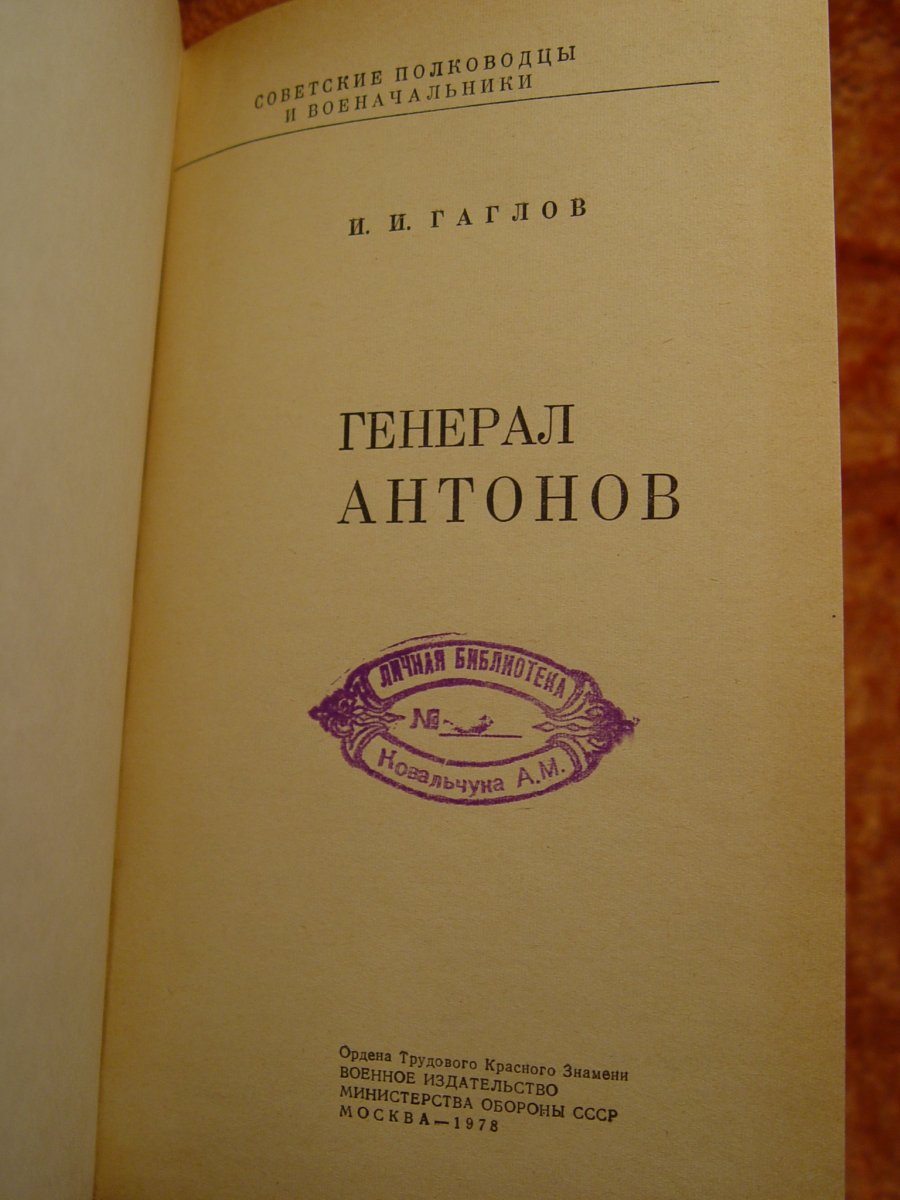 СОВЕТСКИЕ ПОЛКОВОДЦЫ
И ВОЕНАЧАЛЬНИКИ
И. И. ГАГЛОВ
ГЕНЕРАЛ
АНТОНОВ
ЛИЧНАЯ БИБЛИОТЕКА
№
Ковальчука А.М.
Ордена Трудового Красного Знамени
ВОЕННОЕ ИЗДАТЕЛЬСТВО
МИНИСТЕРСТВА ОБОРОНЫ СССР
МОСКВА—1978